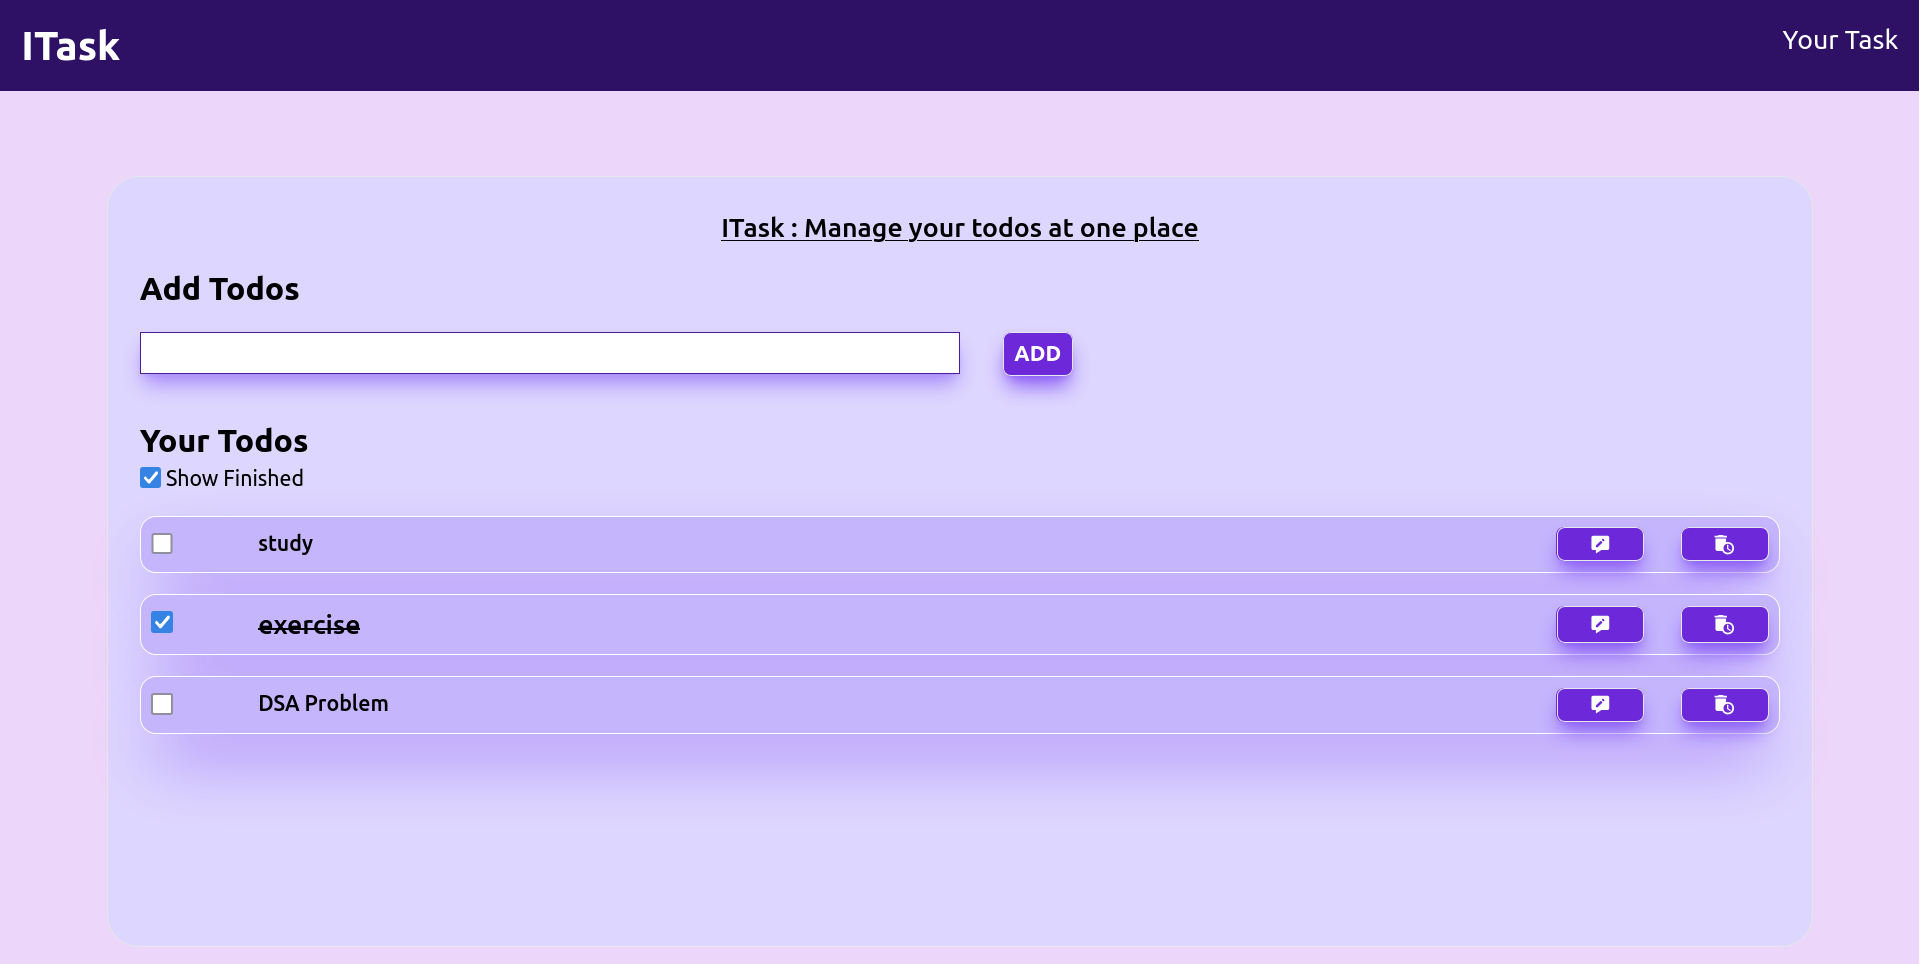 ITask
Your Task
ITask : Manage your todos at one place
Add Todos
ADD
Your Todos
Show Finished
study
exercise
DSA Problem